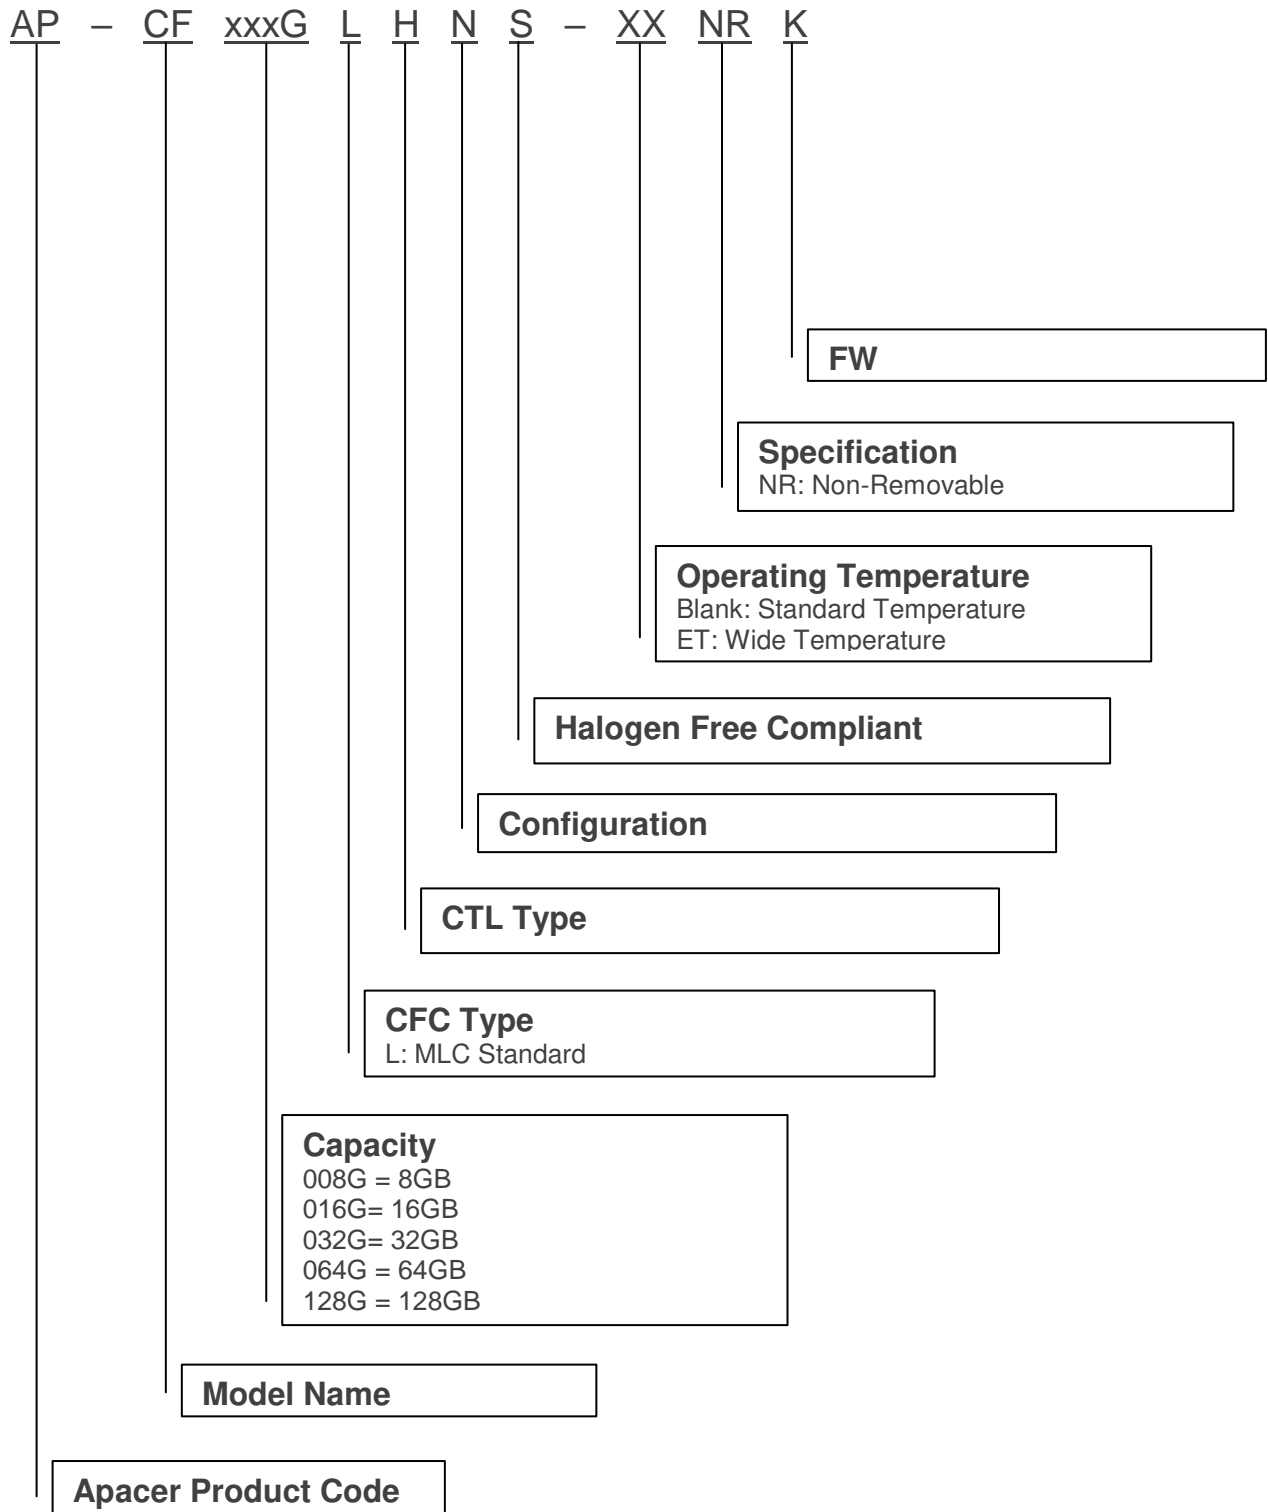 AP – CF xxxG L H N S – XX NR K
FW
Specification
NR: Non-Removable
Operating Temperature
Blank: Standard Temperature
ET: Wide Temperature
Halogen Free Compliant
Configuration
CTL Type
CFC Type
L: MLC Standard
Capacity
008G = 8GB
016G= 16GB
032G= 32GB
064G = 64GB
128G = 128GB
Model Name
Apacer Product Code